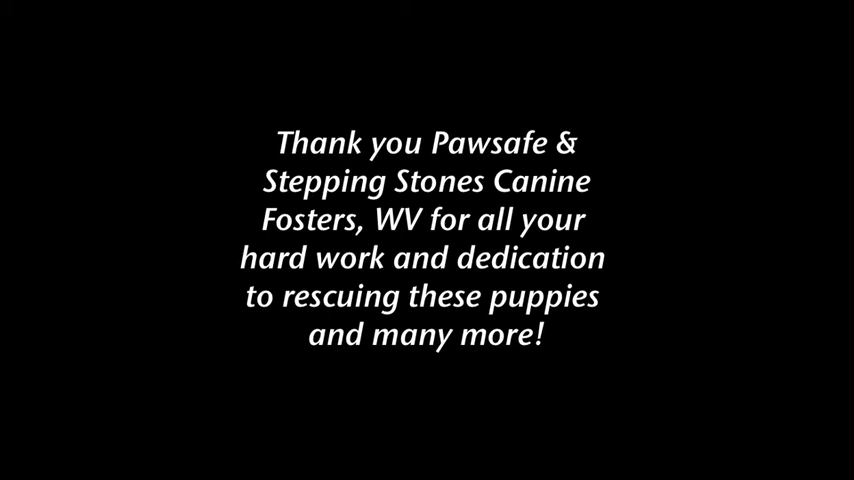 Thank you Pawsafe &
Stepping Stones Canine
Fosters, WV for all your
hard work and dedication
to rescuing these puppies
and many more!